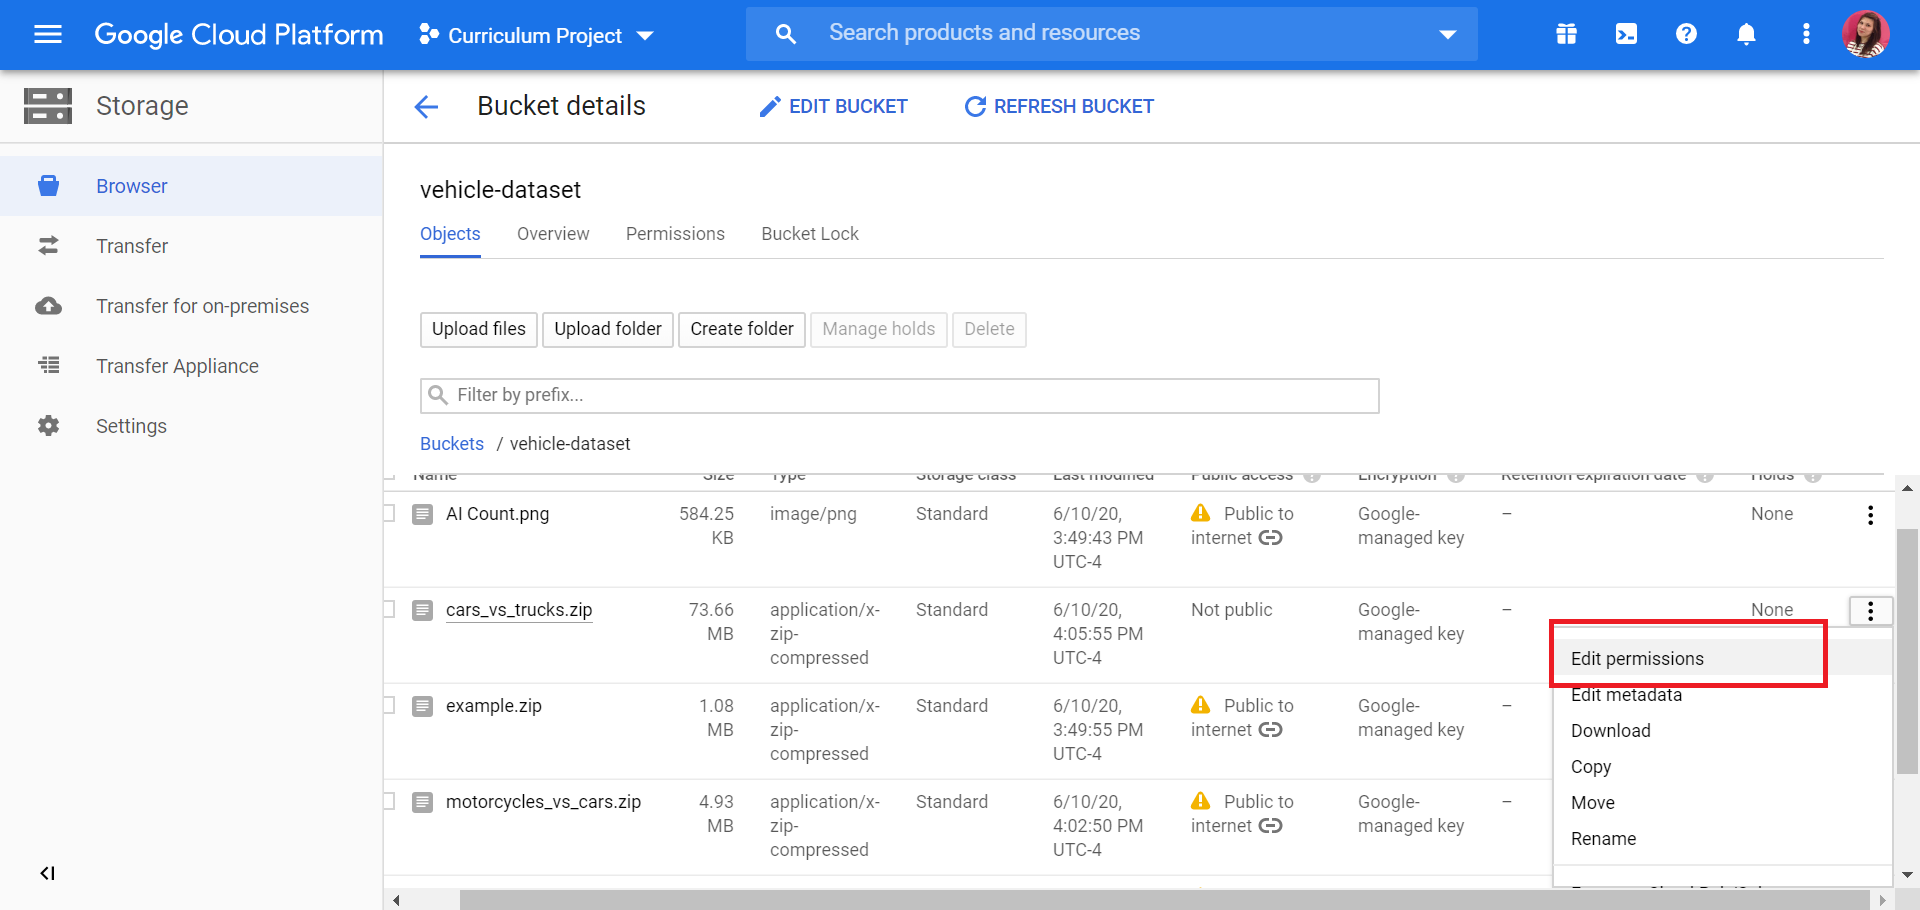 Google Cloud Platform
Curriculum Project
Search products and resources
Storage
Bucket details
EDIT BUCKET
REFRESH BUCKET
Browser
Transfer
Transfer for on-premises
Transfer Appliance
Settings
vehicle-dataset
Objects Overview Permissions Bucket Lock
Upload files Upload folder Create folder Manage holds Delete
Filter by prefix...
Buckets / vehicle-dataset
Name Size Type Storage class Last modified Public access Encryption Retention expiration date Holds
AI Count.png 584.25 image/png Standard 6/10/20, Public to Google- – None
KB 3:49:43 PM internet managed key
UTC-4
cars_vs_trucks.zip 73.66 application/x- Standard 6/10/20, Not public Google- – None
MB zip- 4:05:55 PM managed key
compressed UTC-4
example.zip 1.08 application/x- Standard 6/10/20, Public to Google- –
MB zip- 3:49:55 PM internet managed key
compressed UTC-4
motorcycles_vs_cars.zip 4.93 application/x- Standard 6/10/20, Public to Google- –
MB zip- 4:02:50 PM internet managed key
compressed UTC-4
Edit permissions
Edit metadata
Download
Copy
Move
Rename